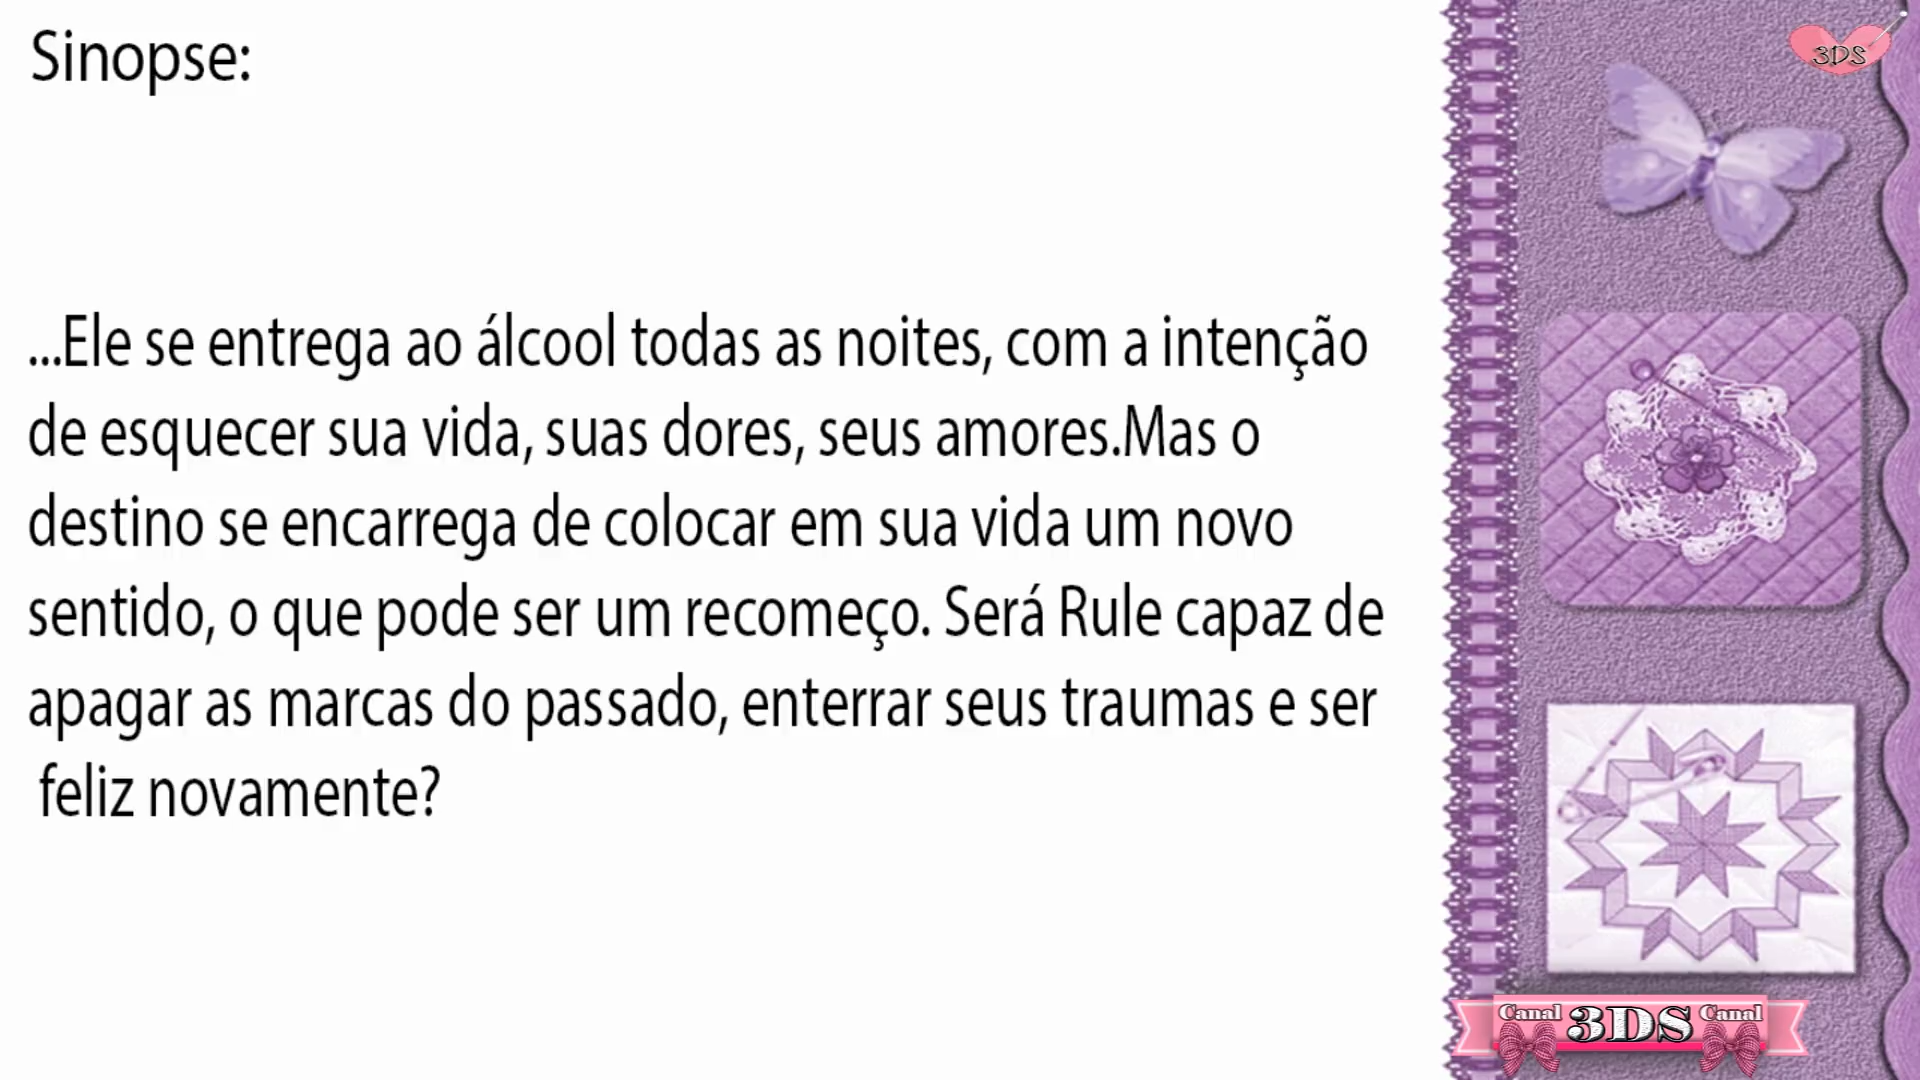 Sinopse:
...Ele se entrega ao álcool todas as noites, com a intenção
de esquecer sua vida, suas dores, seus amores.Mas o
destino se encarrega de colocar em sua vida um novo
sentido, o que pode ser um recomeço. Será Rule capaz de
apagar as marcas do passado, enterrar seus traumas e ser
feliz novamente?
3DS
Canal 3DS Canal